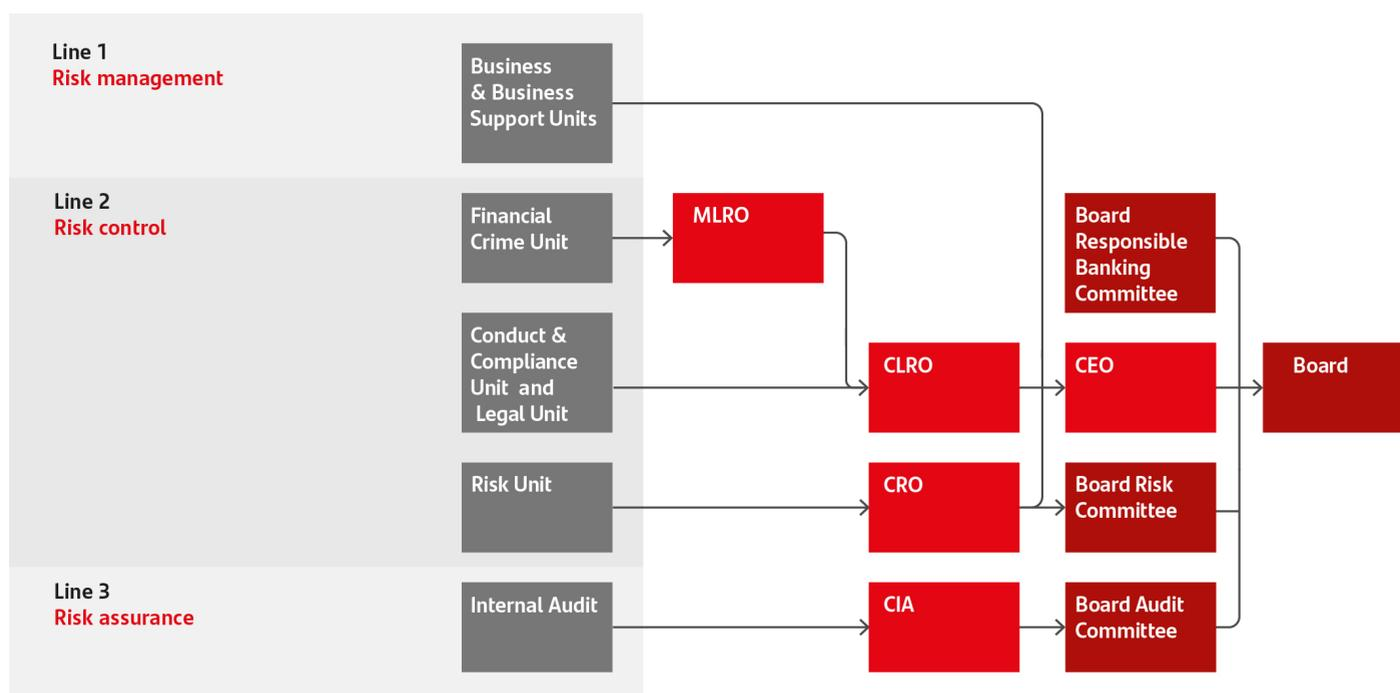 Line 1
Risk management
Business
& Business
Support Units
Line 2
Risk control
Financial
Crime Unit
MLRO
Board
Responsible
Banking
Committee
Conduct &
Compliance
Unit and
Legal Unit
CLRO
CEO
Board
Risk Unit
CRO
Board Risk
Committee
Line 3
Risk assurance
Internal Audit
CIA
Board Audit
Committee